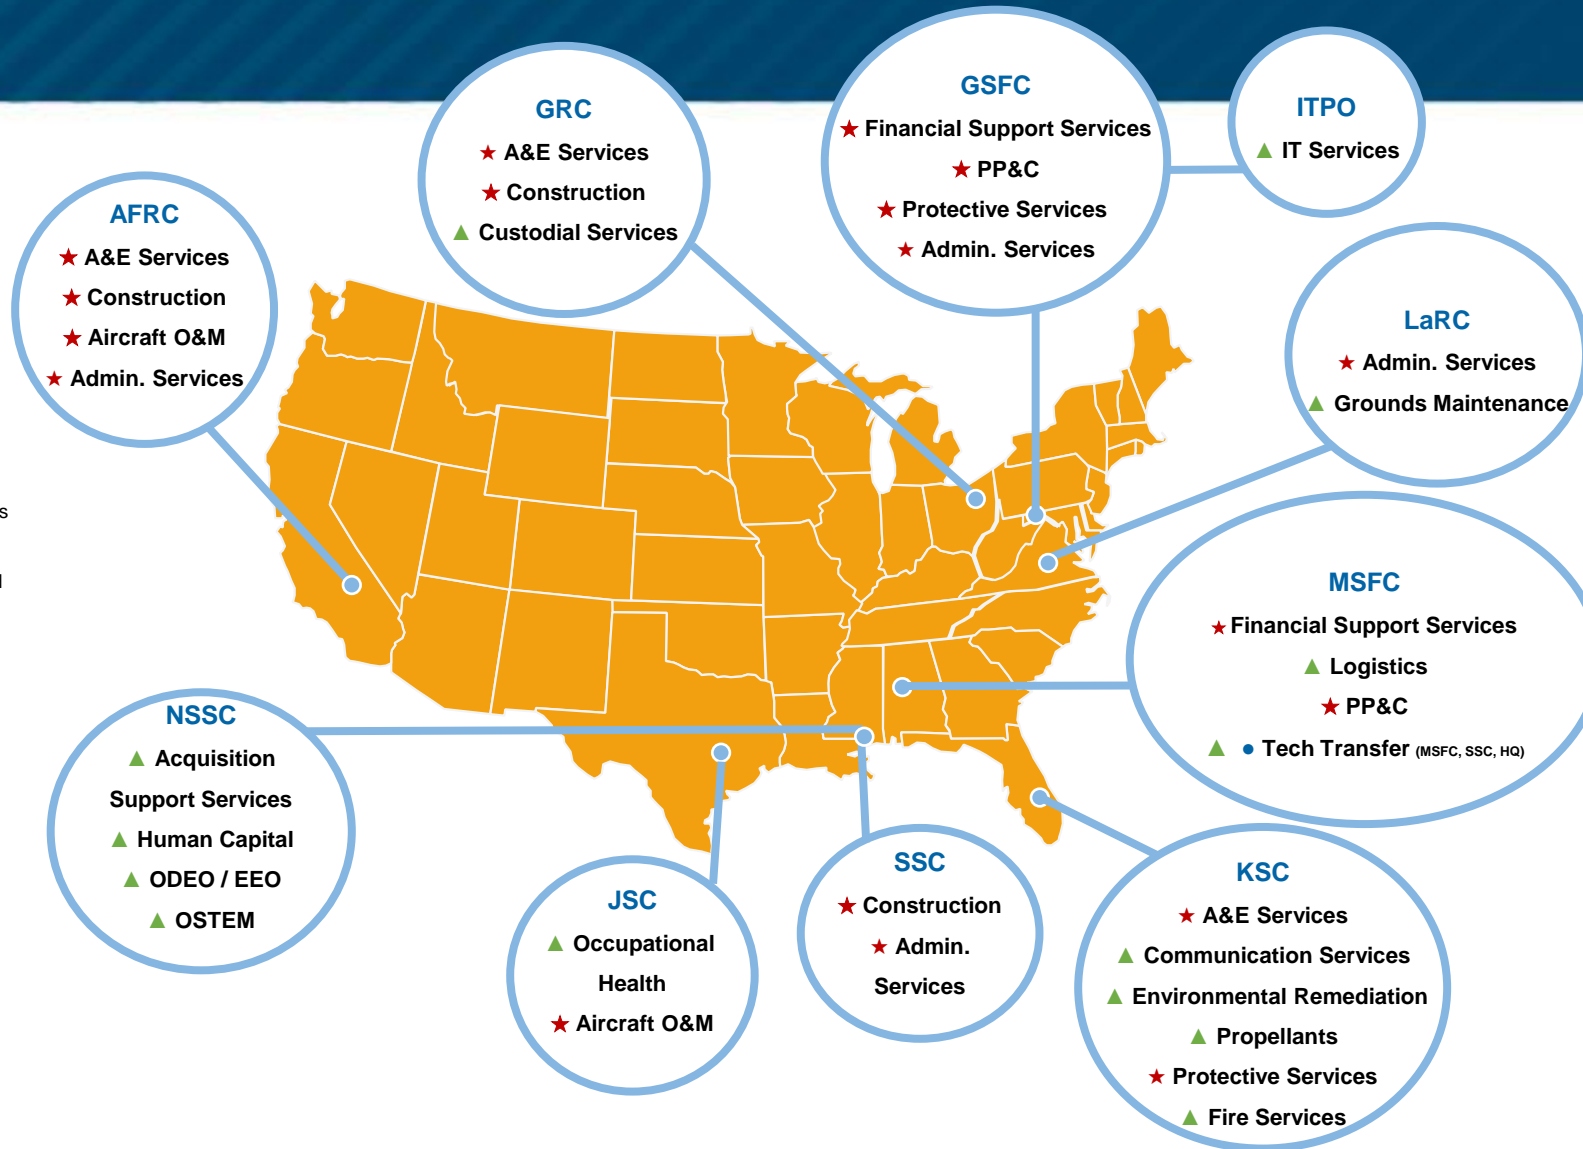 GRC
★ A&E Services
★ Construction
▲ Custodial Services
GSFC
★ Financial Support Services
★ PP&C
★ Protective Services
★ Admin. Services
ITPO
▲ IT Services
AFRC
★ A&E Services
★ Construction
★ Aircraft O&M
★ Admin. Services
LaRC
★ Admin. Services
▲ Grounds Maintenance
s
MSFC
★ Financial Support Services
▲ Logistics
★ PP&C
▲ ● Tech Transfer (MSFC, SSC, HQ)
NSSC
▲ Acquisition
Support Services
▲ Human Capital
▲ ODEO / EEO
▲ OSTEM
JSC
▲ Occupational
Health
★ Aircraft O&M
SSC
★ Construction
★ Admin.
Services
KSC
★ A&E Services
▲ Communication Services
▲ Environmental Remediation
▲ Propellants
★ Protective Services
▲ Fire Services